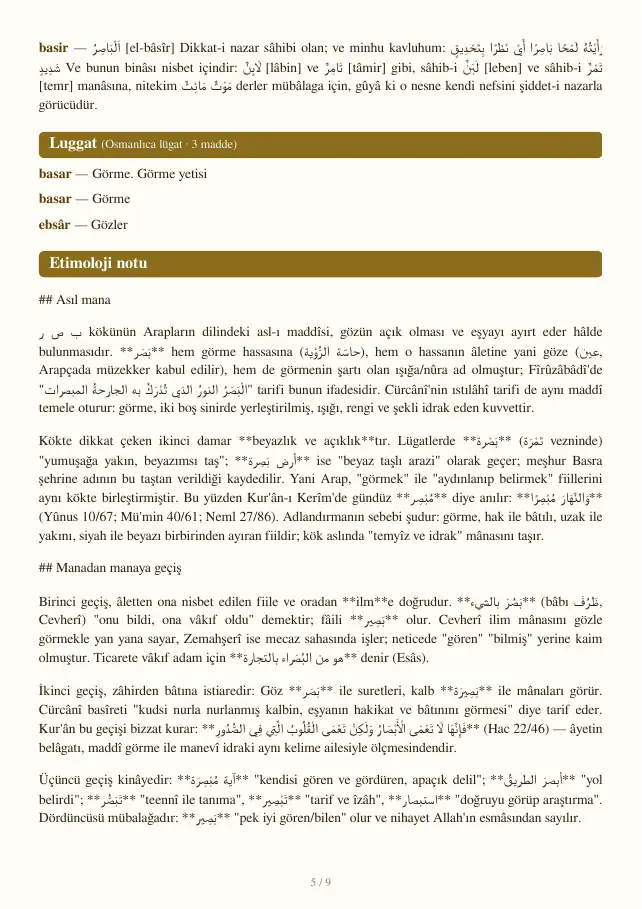 basir — اَلْبَاصِرُ [el-bâsîr] Dikkat-i nazar sâhibi olan; ve minhu kavluhum: رَأَيْتُهُ لَمْحًا بَاصِرًا أَيْ نَظَرًا بِتَحْدِيقٍ
شَدِيدٍ Ve bunun binâsı nisbet içindir: لَابِنٌ [lâbin] ve تَامِرٌ [tâmir] gibi, sâhib-i لَبَنٌ [leben] ve sâhib-i تَمْرٌ
[temr] manâsına, nitekim مَوْتٌ مَائِتٌ derler mübâlaga için, gûyâ ki o nesne kendi nefsini şiddet-i nazarla
görücüdür.
Luggat (Osmanlıca lügat · 3 madde)
basar — Görme. Görme yetisi
basar — Görme
ebsâr — Gözler
Etimoloji notu
## Asıl mana
ب ص ر kökünün Arapların dilindeki asl-ı maddîsi, gözün açık olması ve eşyayı ayırt eder hâlde
bulunmasıdır. **بَصَر** hem görme hassasına (حاسّة الرُّؤية), hem o hassanın âletine yani göze (عين,
Arapçada müzekker kabul edilir), hem de görmenin şartı olan ışığa/nûra ad olmuştur; Fîrûzâbâdî'de
"الْبَصَرُ النورُ الذي تُدْرَكُ به الجارحةُ المبصرات" tarifi bunun ifadesidir. Cürcânî'nin ıstılâhî tarifi de aynı maddî
temele oturur: görme, iki boş sinirde yerleştirilmiş, ışığı, rengi ve şekli idrak eden kuvvettir.
Kökte dikkat çeken ikinci damar **beyazlık ve açıklık**tır. Lügatlerde **بَصْرة** (تَمْرَة vezninde)
"yumuşağa yakın, beyazımsı taş"; **أرض بَصِرة** ise "beyaz taşlı arazi" olarak geçer; meşhur Basra
şehrine adının bu taştan verildiği kaydedilir. Yani Arap, "görmek" ile "aydınlanıp belirmek" fiillerini
aynı kökte birleştirmiştir. Bu yüzden Kur'ân-ı Kerîm'de gündüz **مُبْصِر** diye anılır: **وَالنَّهَارَ مُبْصِرًا**
(Yûnus 10/67; Mü'min 40/61; Neml 27/86). Adlandırmanın sebebi şudur: görme, hak ile bâtılı, uzak ile
yakını, siyah ile beyazı birbirinden ayıran fiildir; kök aslında "temyîz ve idrak" mânasını taşır.
## Manadan manaya geçiş
Birinci geçiş, âletten ona nisbet edilen fiile ve oradan **ilm**e doğrudur. **بَصُرَ بالشيء** (bâbı ظَرُفَ,
Cevherî) "onu bildi, ona vâkıf oldu" demektir; fâili **بَصِير** olur. Cevherî ilim mânasını gözle
görmekle yan yana sayar, Zemahşerî ise mecaz sahasında işler; neticede "gören" "bilmiş" yerine kaim
olmuştur. Ticarete vâkıf adam için **هو من البُصَراء بالتجارة** denir (Esâs).
İkinci geçiş, zâhirden bâtına istiaredir: Göz **بَصَر** ile suretleri, kalb **بَصِيرَة** ile mânaları görür.
Cürcânî basîreti "kudsi nurla nurlanmış kalbin, eşyanın hakikat ve bâtınını görmesi" diye tarif eder.
Kur'ân bu geçişi bizzat kurar: **فَإِنَّهَا لَا تَعْمَى الْأَبْصَارُ وَلَكِنْ تَعْمَى الْقُلُوبُ الَّتِي فِي الصُّدُورِ** (Hac 22/46) — âyetin
belâgatı, maddî görme ile manevî idraki aynı kelime ailesiyle ölçmesindendir.
Üçüncü geçiş kinâyedir: **آية مُبْصِرَة** "kendisi gören ve gördüren, apaçık delil"; **أبصرَ الطريقُ** "yol
belirdi"; **تَبَصُّر** "teennî ile tanıma", **تَبْصِير** "tarif ve îzâh", **استبصار** "doğruyu görüp araştırma".
Dördüncüsü mübalağadır: **بَصِير** "pek iyi gören/bilen" olur ve nihayet Allah'ın esmâsından sayılır.
5 / 9